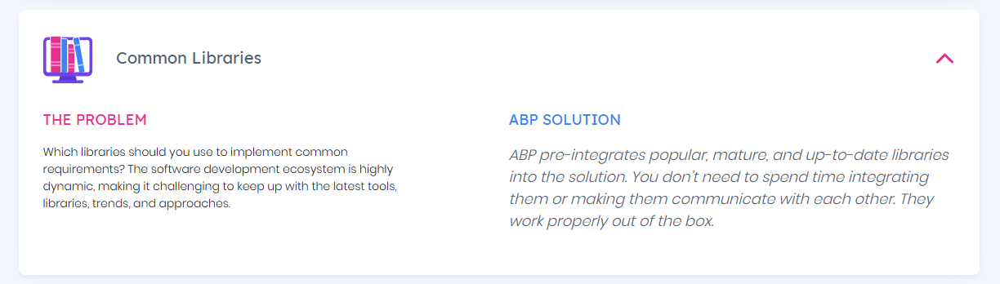 Common Libraries
THE PROBLEM
Which libraries should you use to implement common
requirements? The software development ecosystem is highly
dynamic, making it challenging to keep up with the latest tools,
libraries, trends, and approaches.
ABP SOLUTION
ABP pre-integrates popular, mature, and up-to-date libraries
into the solution. You don't need to spend time integrating
them or making them communicate with each other. They
work properly out of the box.